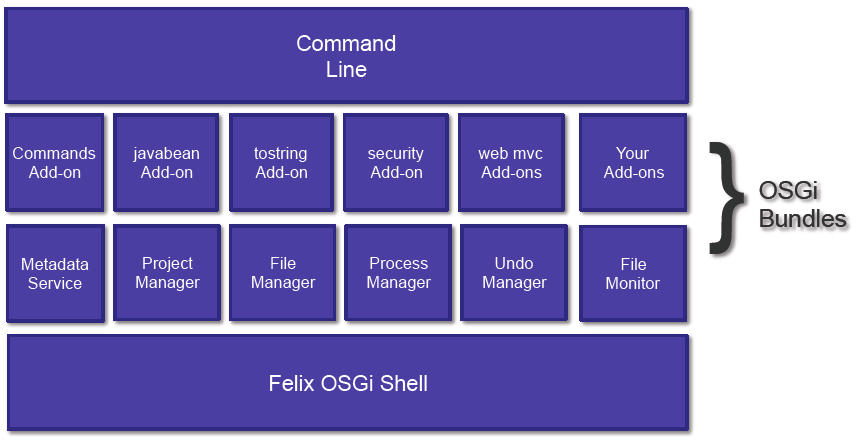 Command
Line
Commands
Add-on
javabean
Add-on
tostring
Add-on
security
Add-on
web mvc
Add-ons
Your
Add-ons
}
OSGi
Bundles
Metadata
Service
Project
Manager
File
Manager
Process
Manager
Undo
Manager
File
Monitor
Felix OSGi Shell